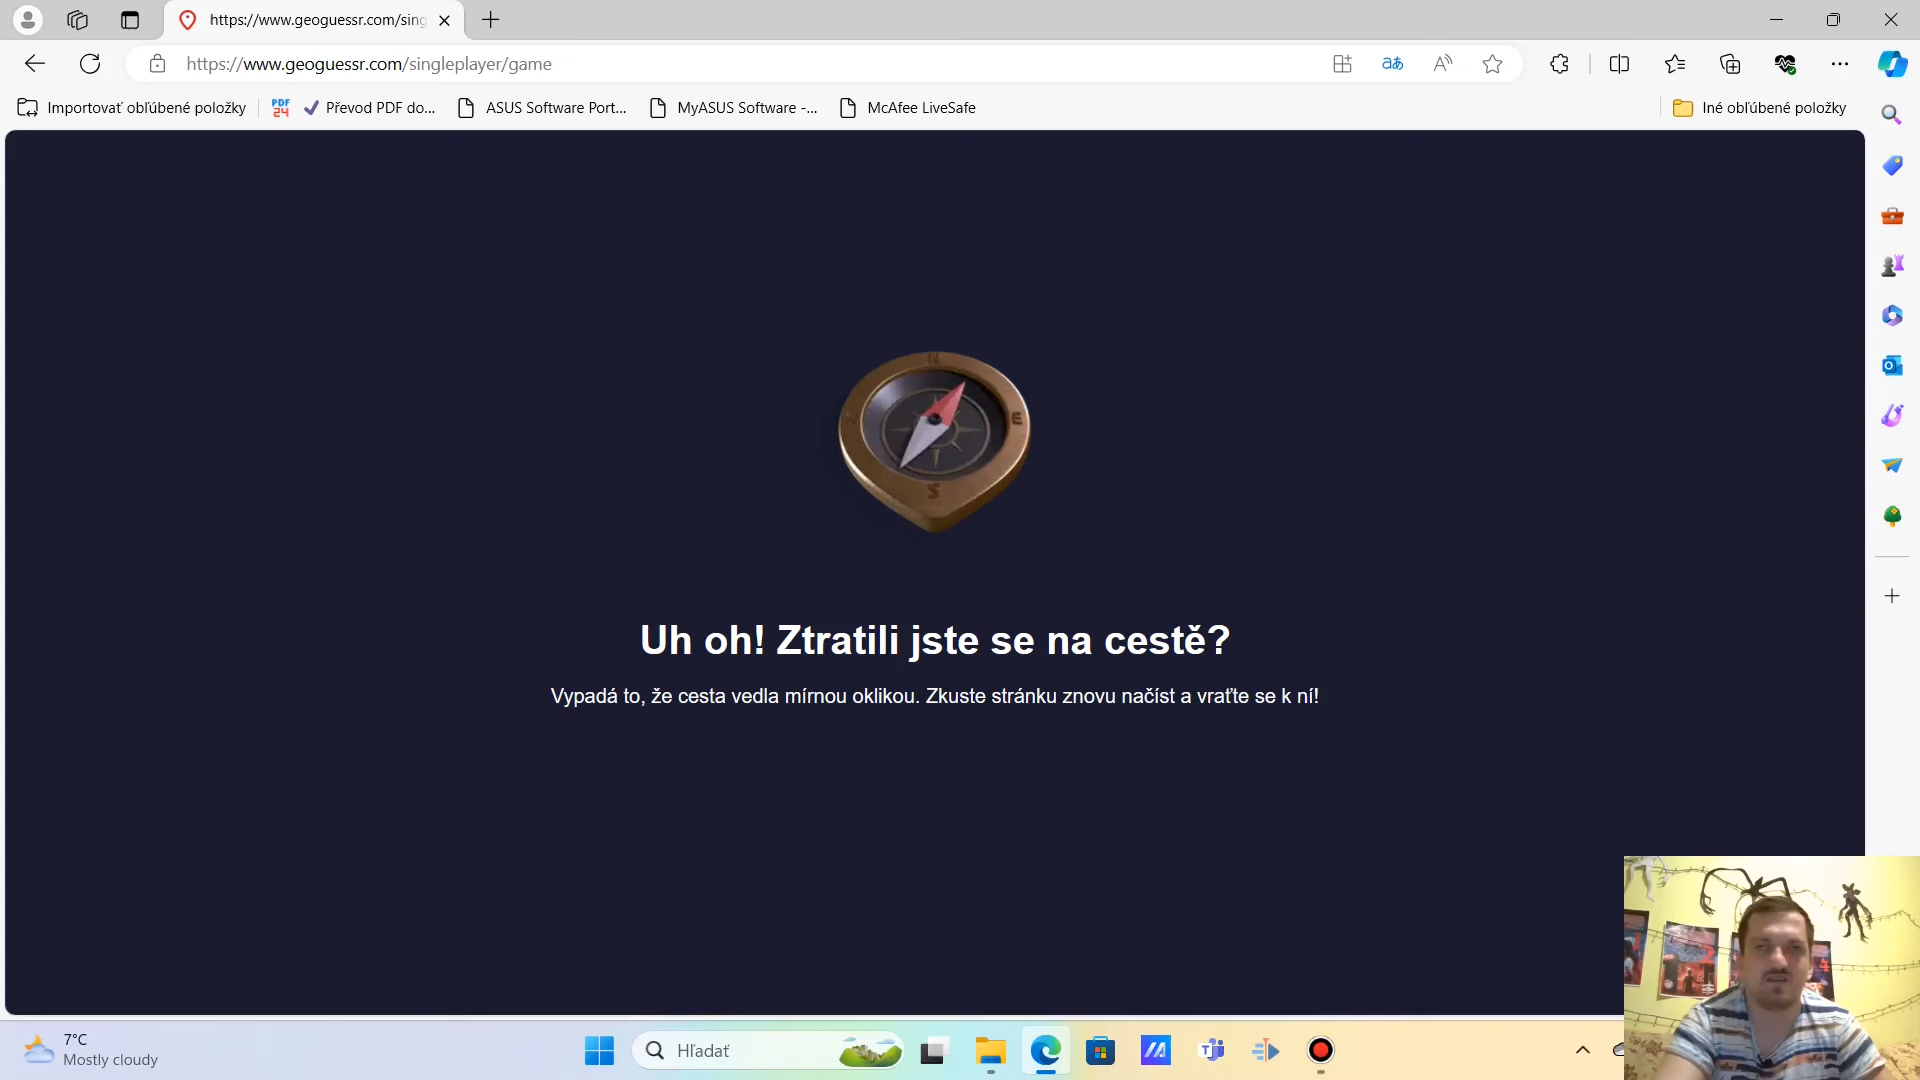 https://www.geoguessr.com/sing
https://www.geoguessr.com/singleplayer/game
Importovať obľúbené položky
PDF
24
Převod PDF do...
ASUS Software Port...
MyASUS Software -...
McAfee LiveSafe
Iné obľúbené položky
N
E
S
Uh oh! Ztratili jste se na cestě?
Vypadá to, že cesta vedla mírnou oklikou. Zkuste stránku znovu načíst a vraťte se k ní!
7°C
Mostly cloudy
Hľadať